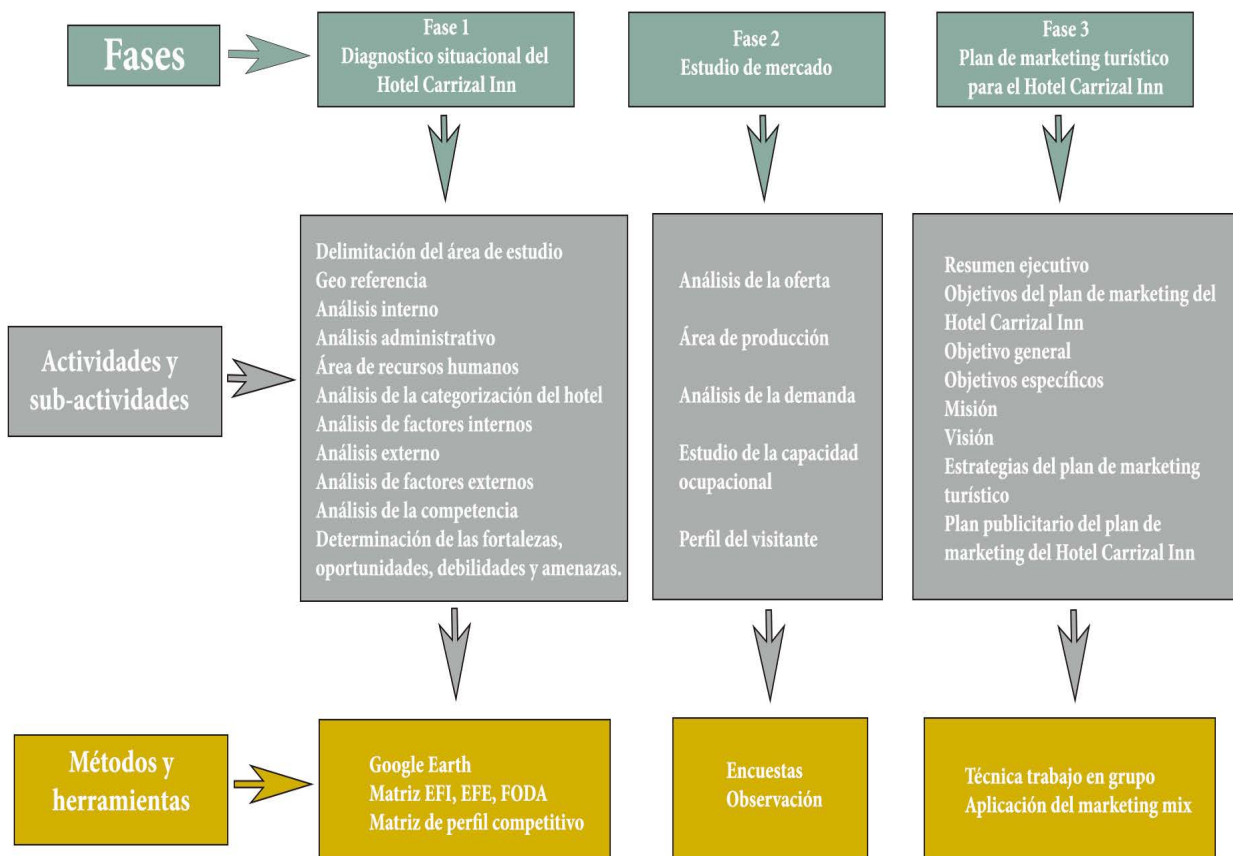 Fases
Fase 1
Diagnostico situacional del
Hotel Carrizal Inn
Fase 2
Estudio de mercado
Fase 3
Plan de marketing turístico
para el Hotel Carrizal Inn
Actividades y
sub-actividades
Delimitación del área de estudio
Geo referencia
Análisis interno
Análisis administrativo
Área de recursos humanos
Análisis de la categorización del hotel
Análisis de factores internos
Análisis externo
Análisis de factores externos
Análisis de la competencia
Determinación de las fortalezas,
oportunidades, debilidades y amenazas.
Análisis de la oferta
Área de producción
Análisis de la demanda
Estudio de la capacidad
ocupacional
Perfil del visitante
Resumen ejecutivo
Objetivos del plan de marketing del
Hotel Carrizal Inn
Objetivo general
Objetivos específicos
Misión
Visión
Estrategias del plan de marketing
turístico
Plan publicitario del plan de
marketing del Hotel Carrizal Inn
Métodos y
herramientas
Google Earth
Matriz EFI, EFE, FODA
Matriz de perfil competitivo
Encuestas
Observación
Técnica trabajo en grupo
Aplicación del marketing mix